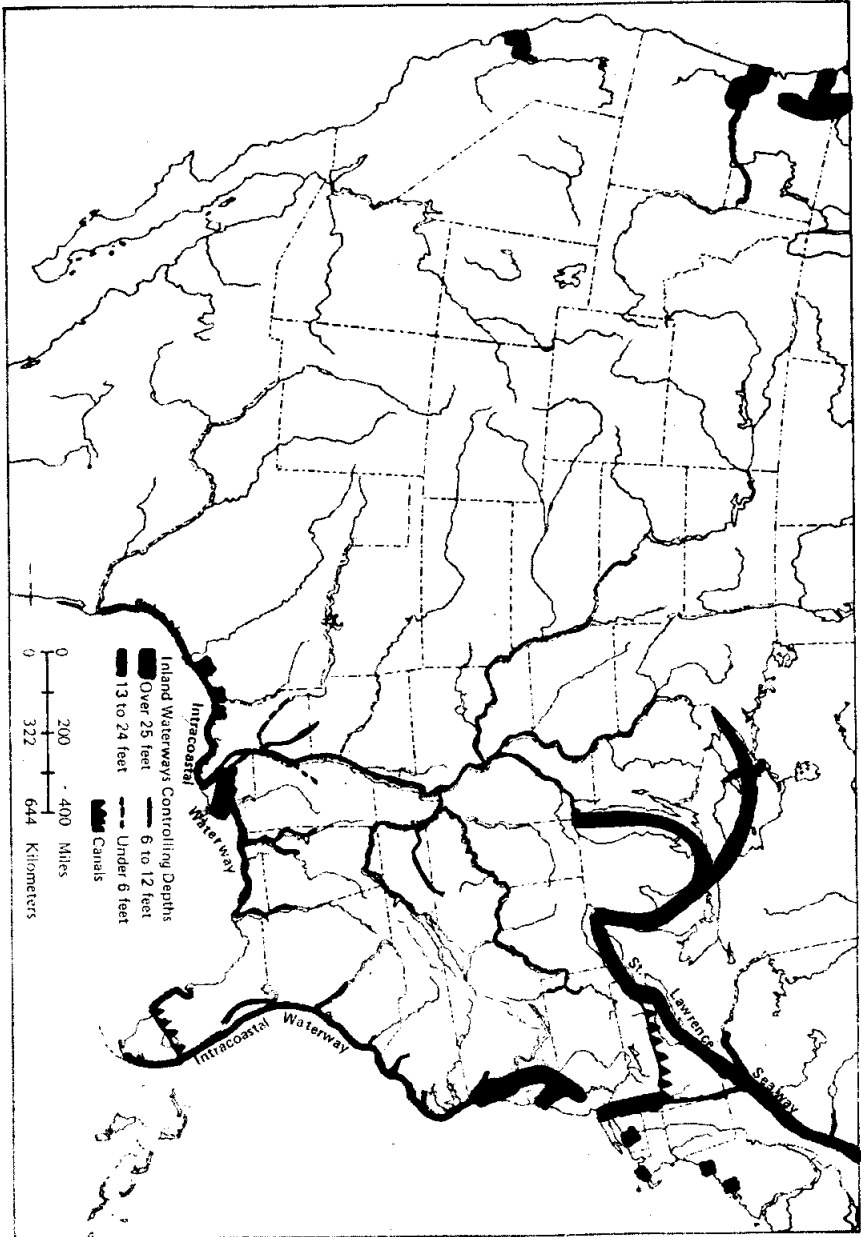 St. Lawrence Seaway
Intracoastal Waterway
Intracoastal Waterway
Inland Waterways Controlling Depths
Over 25 feet
13 to 24 feet
6 to 12 feet
Under 6 feet
Canals
0 200 400 Miles
0 322 644 Kilometers